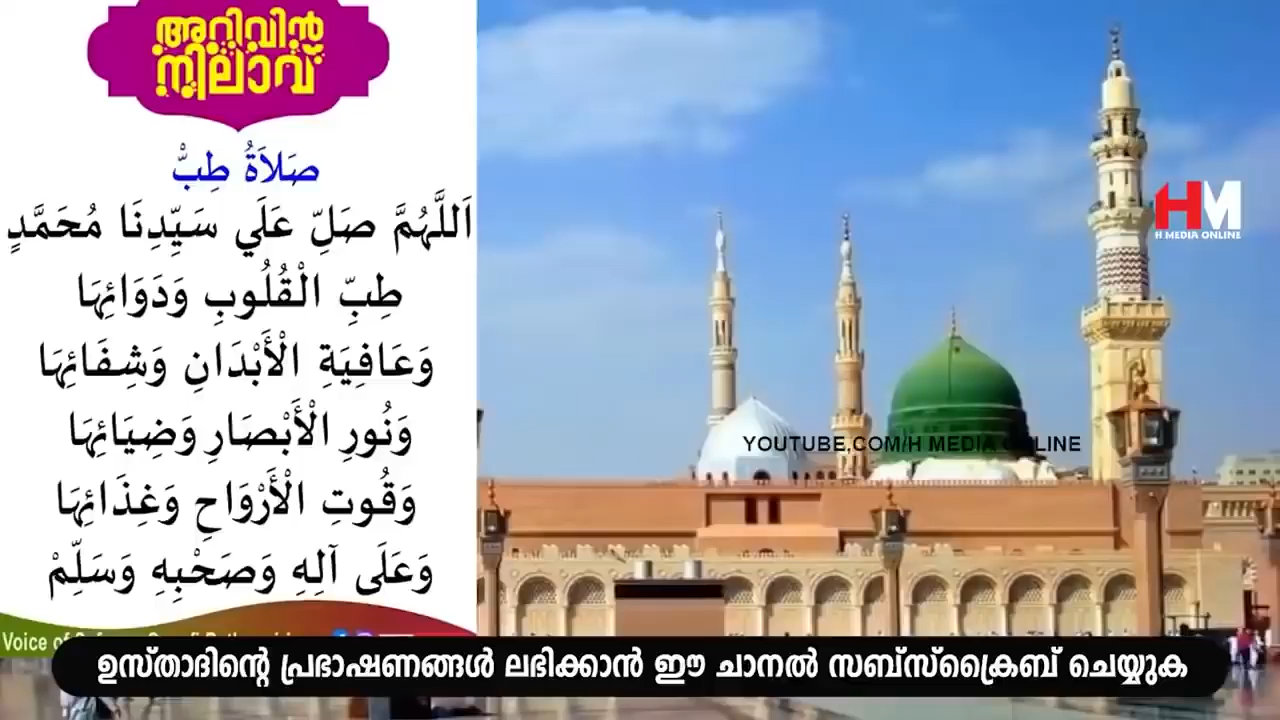 അറിവിൻ
നിലാവ്
صَلَاةُ طِبّْ
اَللَّهُمَّ صَلِّ عَلَي سَيِّدِنَا مُحَمَّدٍ
طِبِّ الْقُلُوبِ وَدَوَائِهَا
وَعَافِيَةِ الْأَبْدَانِ وَشِفَائِهَا
وَنُورِ الْأَبْصَارِ وَضِيَائِهَا
وَقُوتِ الْأَرْوَاحِ وَغِذَائِهَا
وَعَلَى آلِهِ وَصَحْبِهِ وَسَلِّمْ
Voice of
HM
H MEDIA ONLINE
YOUTUBE,COM/H MEDIA ONLINE
ഉസ്താദിന്റെ പ്രഭാഷണങ്ങൾ ലഭിക്കാൻ ഈ ചാനൽ സബ്സ്ക്രൈബ് ചെയ്യുക